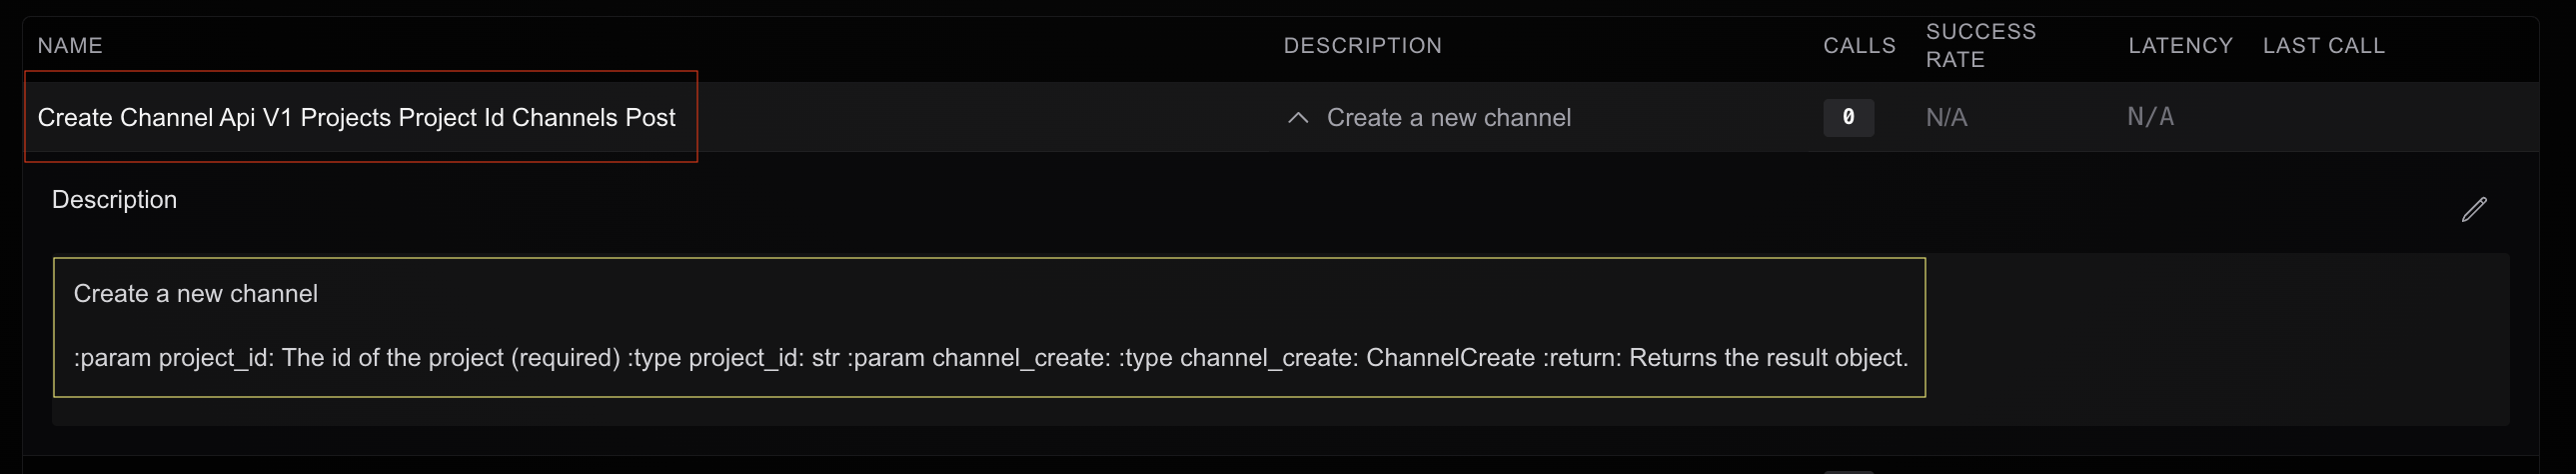 NAME
DESCRIPTION
CALLS
SUCCESS
RATE
LATENCY
LAST CALL
Create Channel Api V1 Projects Project Id Channels Post
Create a new channel
0
N/A
N/A
Description
Create a new channel
:param project_id: The id of the project (required) :type project_id: str :param channel_create: :type channel_create: ChannelCreate :return: Returns the result object.